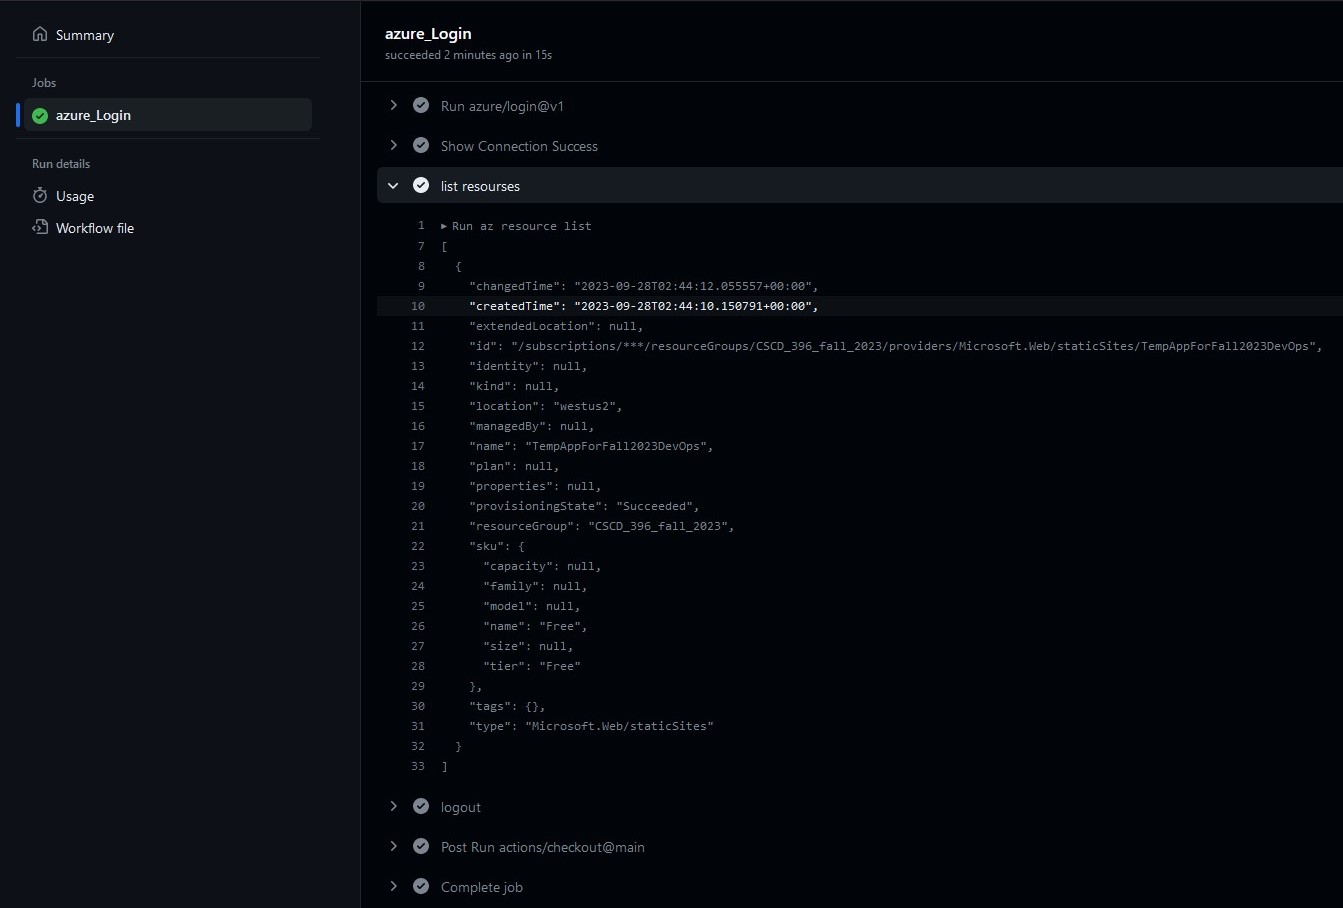 Summary
Jobs
azure_Login
Run details
Usage
Workflow file
azure_Login
succeeded 2 minutes ago in 15s
Run azure/login@v1
Show Connection Success
list resourses
1 ▸ Run az resource list
7 [
8 {
9 "changedTime": "2023-09-28T02:44:12.055557+00:00",
10 "createdTime": "2023-09-28T02:44:10.150791+00:00",
11 "extendedLocation": null,
12 "id": "/subscriptions/***/resourceGroups/CSCD_396_fall_2023/providers/Microsoft.Web/staticSites/TempAppForFall2023DevOps",
13 "identity": null,
14 "kind": null,
15 "location": "westus2",
16 "managedBy": null,
17 "name": "TempAppForFall2023DevOps",
18 "plan": null,
19 "properties": null,
20 "provisioningState": "Succeeded",
21 "resourceGroup": "CSCD_396_fall_2023",
22 "sku": {
23 "capacity": null,
24 "family": null,
25 "model": null,
26 "name": "Free",
27 "size": null,
28 "tier": "Free"
29 },
30 "tags": {},
31 "type": "Microsoft.Web/staticSites"
32 }
33 ]
logout
Post Run actions/checkout@main
Complete job